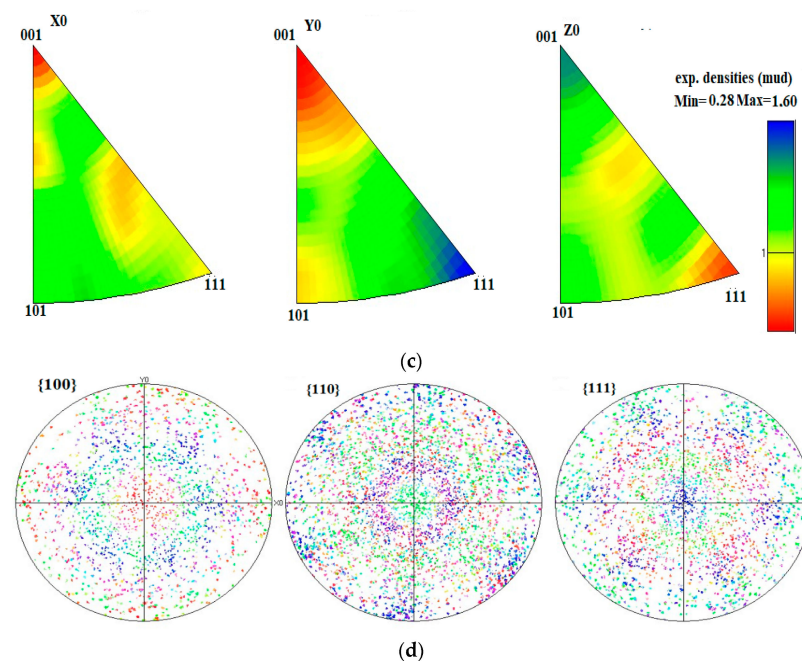 X0
Y0
Z0
001
001
001
exp. densities (mud)
Min= 0.28 Max=1.60
1
111
111
111
101
101
101
(c)
{100}
Y0
{110}
{111}
X0
(d)